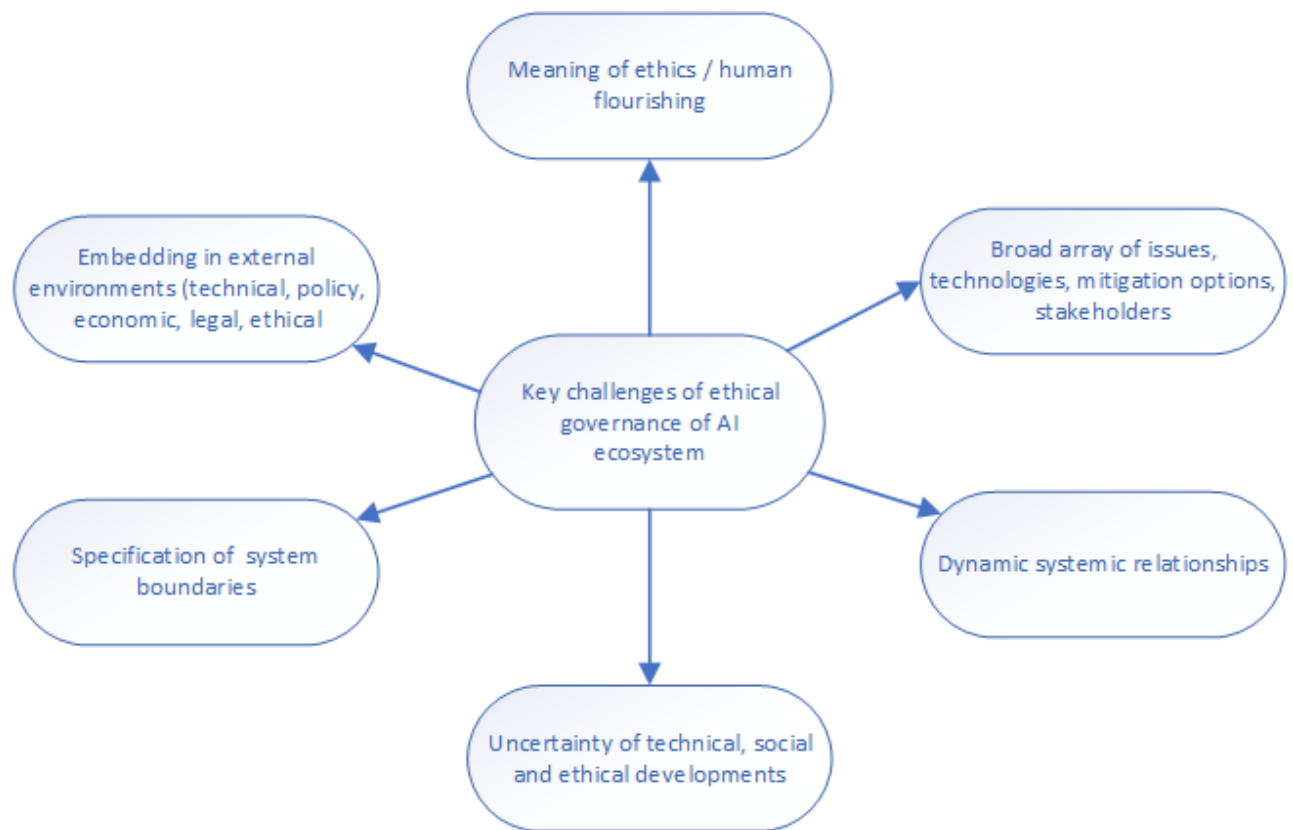 Meaning of ethics / human
flourishing
Embedding in external
environments (technical, policy,
economic, legal, ethical
Broad array of issues,
technologies, mitigation options,
stakeholders
Key challenges of ethical
governance of AI
ecosystem
Specification of system
boundaries
Dynamic systemic relationships
Uncertainty of technical, social
and ethical developments